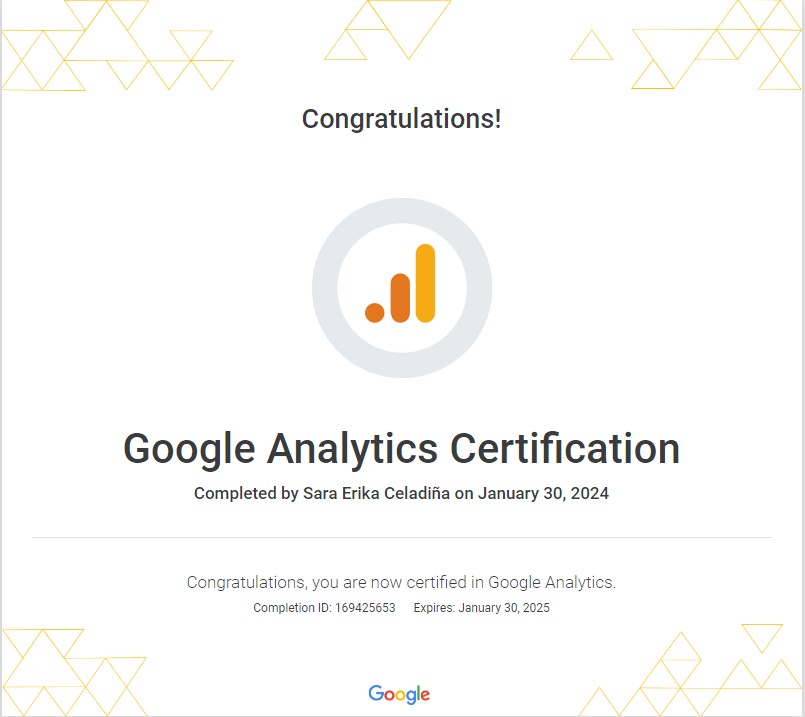 Congratulations!
Google Analytics Certification
Completed by Sara Erika Celadiña on January 30, 2024
Congratulations, you are now certified in Google Analytics.
Completion ID: 169425653 Expires: January 30, 2025
Google